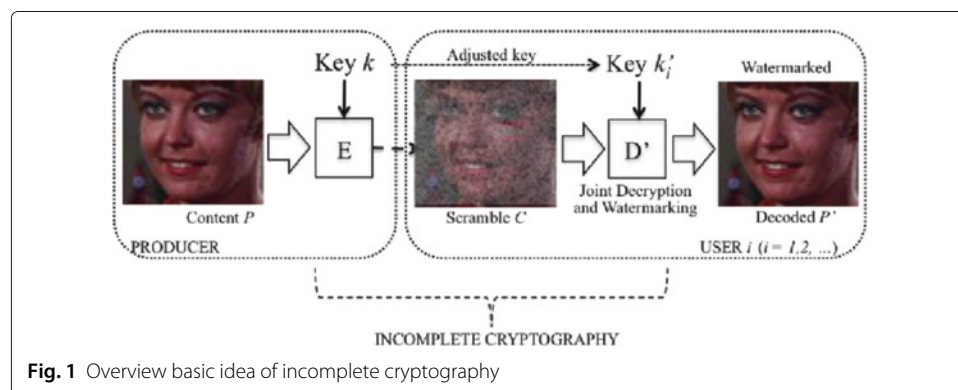 Key k
Adjusted key
Key k'i
Watermarked
E
D'
Content P
Scramble C
Joint Decryption
and Watermarking
Decoded P'
PRODUCER
USER i (i = 1,2, ...)
INCOMPLETE CRYPTOGRAPHY
Fig. 1 Overview basic idea of incomplete cryptography